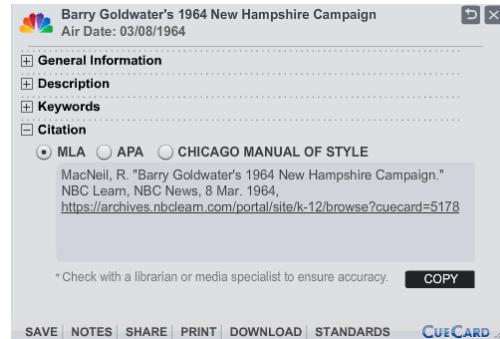 Barry Goldwater's 1964 New Hampshire Campaign
Air Date: 03/08/1964
General Information
Description
Keywords
Citation
MLA APA CHICAGO MANUAL OF STYLE
MacNeil, R. "Barry Goldwater's 1964 New Hampshire Campaign."
NBC Learn, NBC News, 8 Mar. 1964,
https://archives.nbclearn.com/portal/site/k-12/browse?cuecard=5178
*Check with a librarian or media specialist to ensure accuracy. COPY
SAVE NOTES SHARE PRINT DOWNLOAD STANDARDS CUECARD